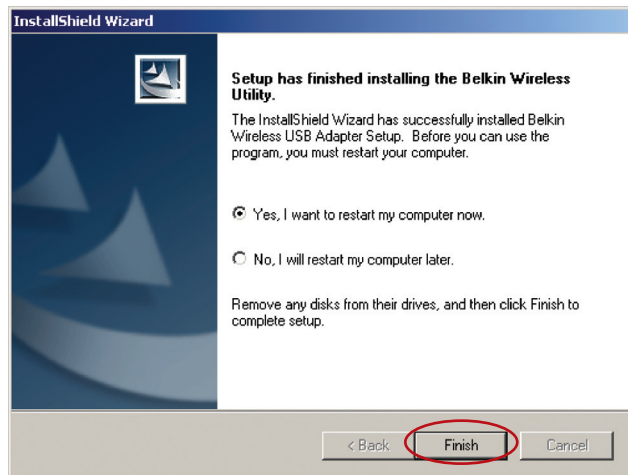 InstallShield Wizard
Setup has finished installing the Belkin Wireless
Utility.
The InstallShield Wizard has successfully installed Belkin
Wireless USB Adapter Setup. Before you can use the
program, you must restart your computer.
Yes, I want to restart my computer now.
No, I will restart my computer later.
Remove any disks from their drives, and then click Finish to
complete setup.
< Back Finish Cancel